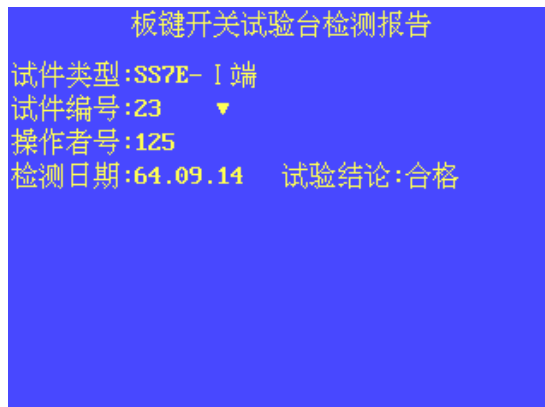 板键开关试验台检测报告
试件类型:SS7E-Ⅰ端
试件编号:23 ▼
操作者号:125
检测日期:64.09.14 试验结论:合格